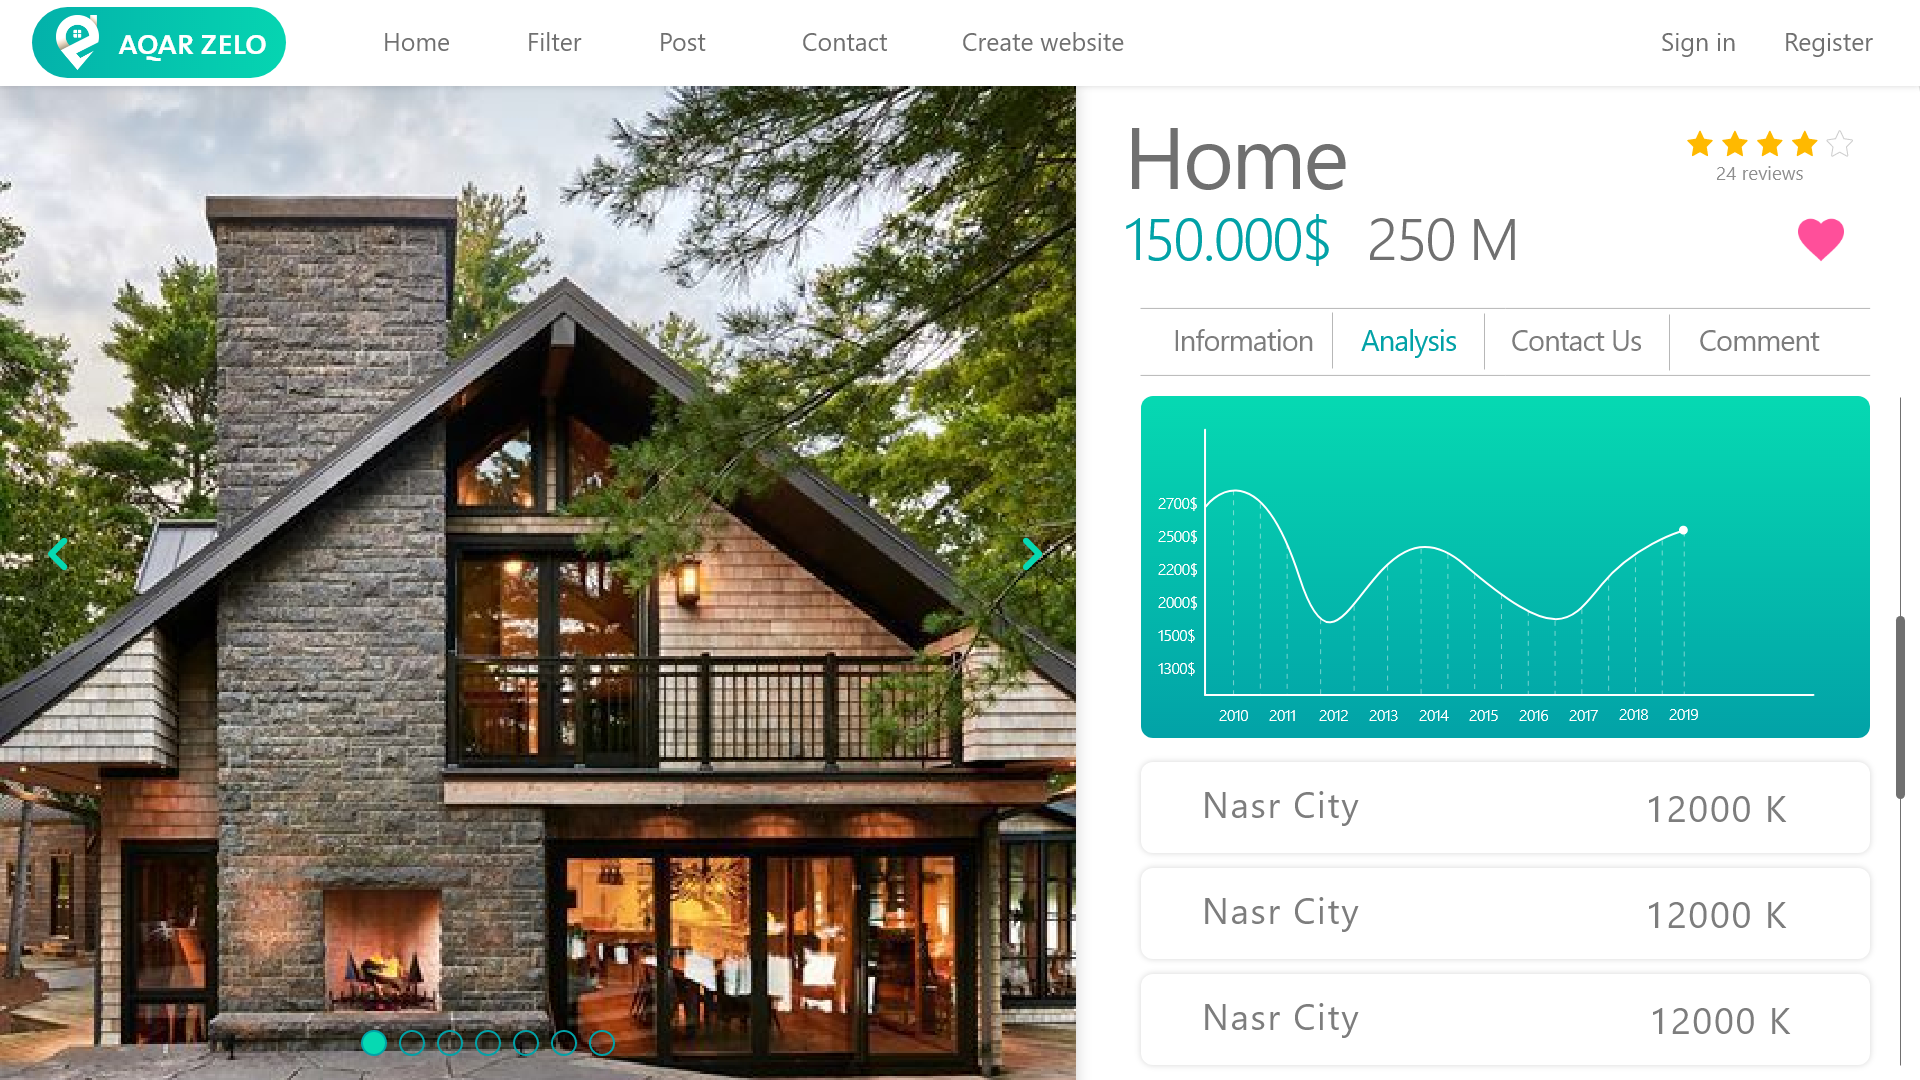 AQAR ZELO
Home Filter Post Contact Create website Sign in Register
Home
24 reviews
150.000$ 250 M
Information Analysis Contact Us Comment
2700$
2500$
2200$
2000$
1500$
1300$
2010 2011 2012 2013 2014 2015 2016 2017 2018 2019
Nasr City 12000 K
Nasr City 12000 K
Nasr City 12000 K